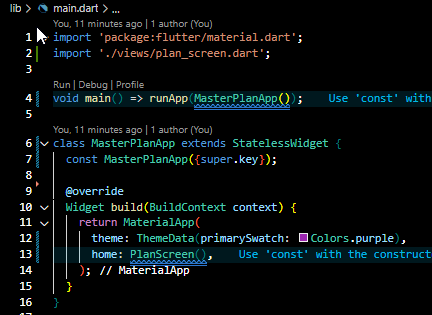 lib > main.dart > ...
You, 11 minutes ago | 1 author (You)
1 import 'package:flutter/material.dart';
2 import './views/plan_screen.dart';
3
Run | Debug | Profile
4 void main() => runApp(MasterPlanApp()); Use 'const' with
5
You, 11 minutes ago | 1 author (You)
6 class MasterPlanApp extends StatelessWidget {
7 const MasterPlanApp({super.key});
8
9 @override
10 Widget build(BuildContext context) {
11 return MaterialApp(
12 theme: ThemeData(primarySwatch: Colors.purple),
13 home: PlanScreen(), Use 'const' with the construct
14 ); // MaterialApp
15 }
16 }